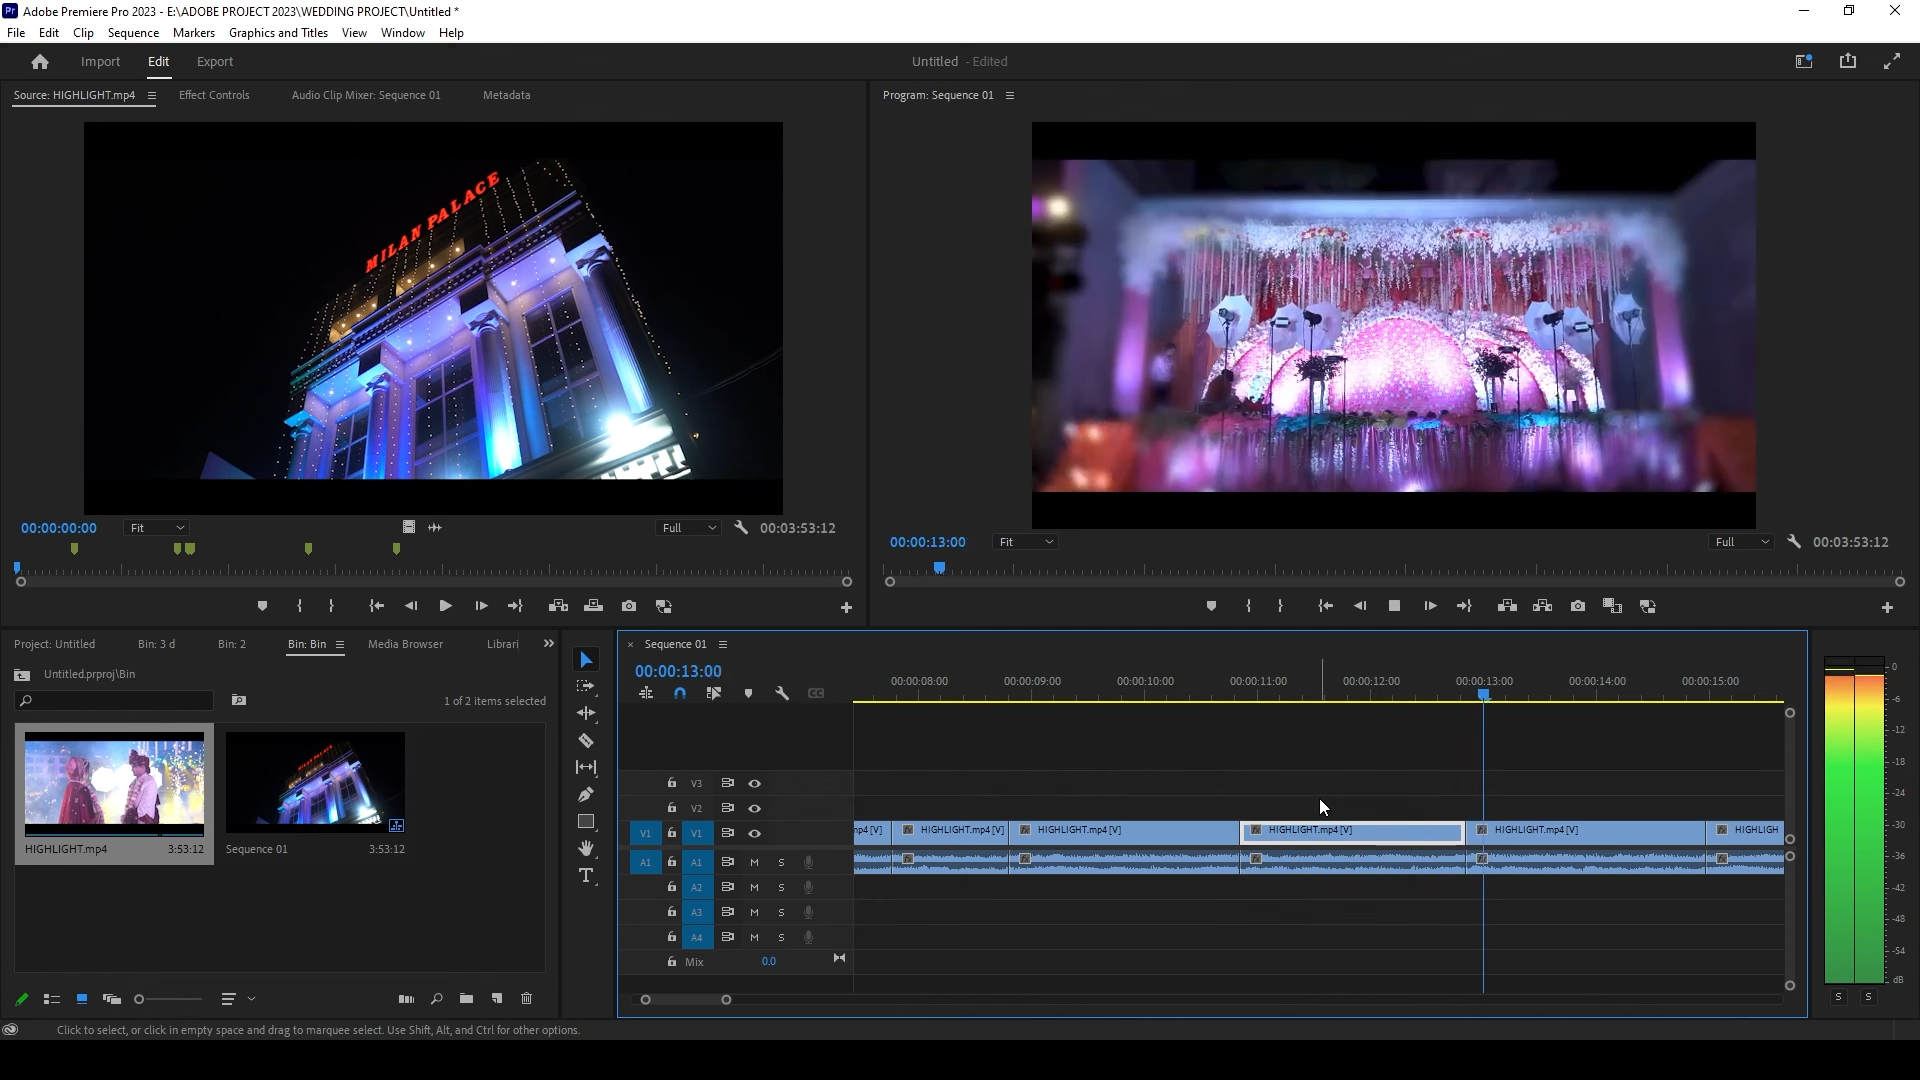 Adobe Premiere Pro 2023 - E:\ADOBE PROJECT 2023\WEDDING PROJECT\Untitled *
File Edit Clip Sequence Markers Graphics and Titles View Window Help
Import Edit Export
Untitled - Edited
Source: HIGHLIGHT.mp4 Effect Controls Audio Clip Mixer: Sequence 01 Metadata
MILAN PALACE
00:00:00:00 Fit Full 00:03:53:12
Program: Sequence 01
00:00:13:00 Fit Full 00:03:53:12
Project: Untitled Bin: 3 d Bin: 2 Bin: Bin Media Browser Librari
Untitled.prproj\Bin
1 of 2 items selected
MILAN PALACE
HIGHLIGHT.mp4 3:53:12 Sequence 01 3:53:12
Sequence 01
00:00:13:00
00:00:08:00 00:00:09:00 00:00:10:00 00:00:11:00 00:00:12:00 00:00:13:00 00:00:14:00 00:00:15:00
V3
V2
V1 V1 mp4 [V] HIGHLIGHT.mp4 [V] HIGHLIGHT.mp4 [V] HIGHLIGHT.mp4 [V] HIGHLIGHT.mp4 [V] HIGHLIGH
A1 A1 M S
A2 M S
A3 M S
A4 M S
Mix 0.0
0
-6
-12
-18
-24
-30
-36
-42
-48
-54
dB
S S
Click to select, or click in empty space and drag to marquee select. Use Shift, Alt, and Ctrl for other options.